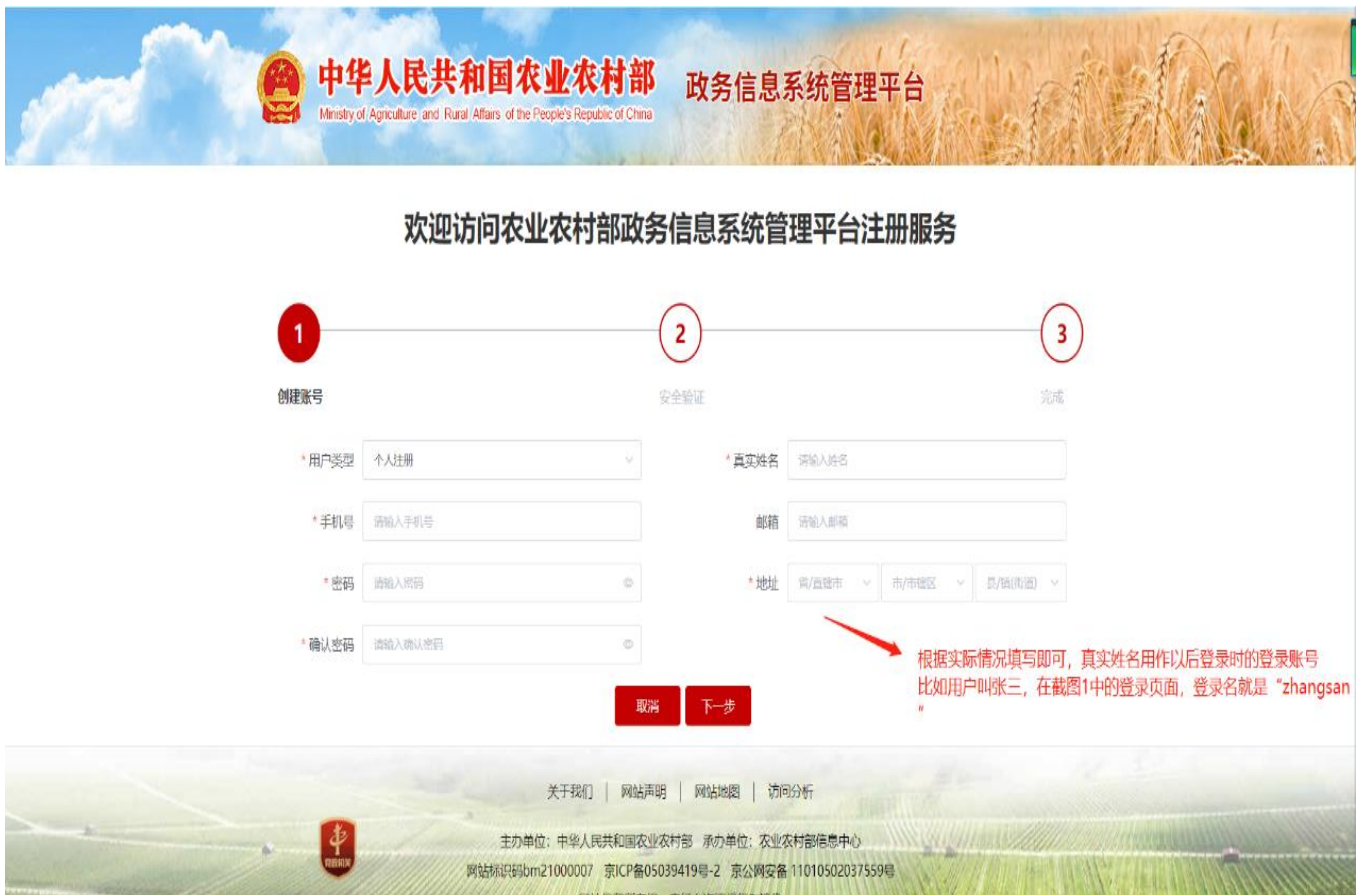 中华人民共和国农业农村部 政务信息系统管理平台
Ministry of Agriculture and Rural Affairs of the People's Republic of China
欢迎访问农业农村部政务信息系统管理平台注册服务
1 2 3
创建账号 安全验证 完成
*用户类型 个人注册 *真实姓名 请输入姓名
*手机号 请输入手机号 邮箱 请输入邮箱
*密码 请输入密码 *地址 省/直辖市 市/市辖区 县/镇(街道)
*确认密码 请输入确认密码
根据实际情况填写即可，真实姓名用作以后登录时的登录账号
比如用户叫张三，在截图1中的登录页面，登录名就是“zhangsan
”
取消 下一步
关于我们 | 网站声明 | 网站地图 | 访问分析
党政机关
主办单位：中华人民共和国农业农村部 承办单位：农业农村部信息中心
网站标识码bm21000007 京ICP备05039419号-2 京公网安备 11010502037559号